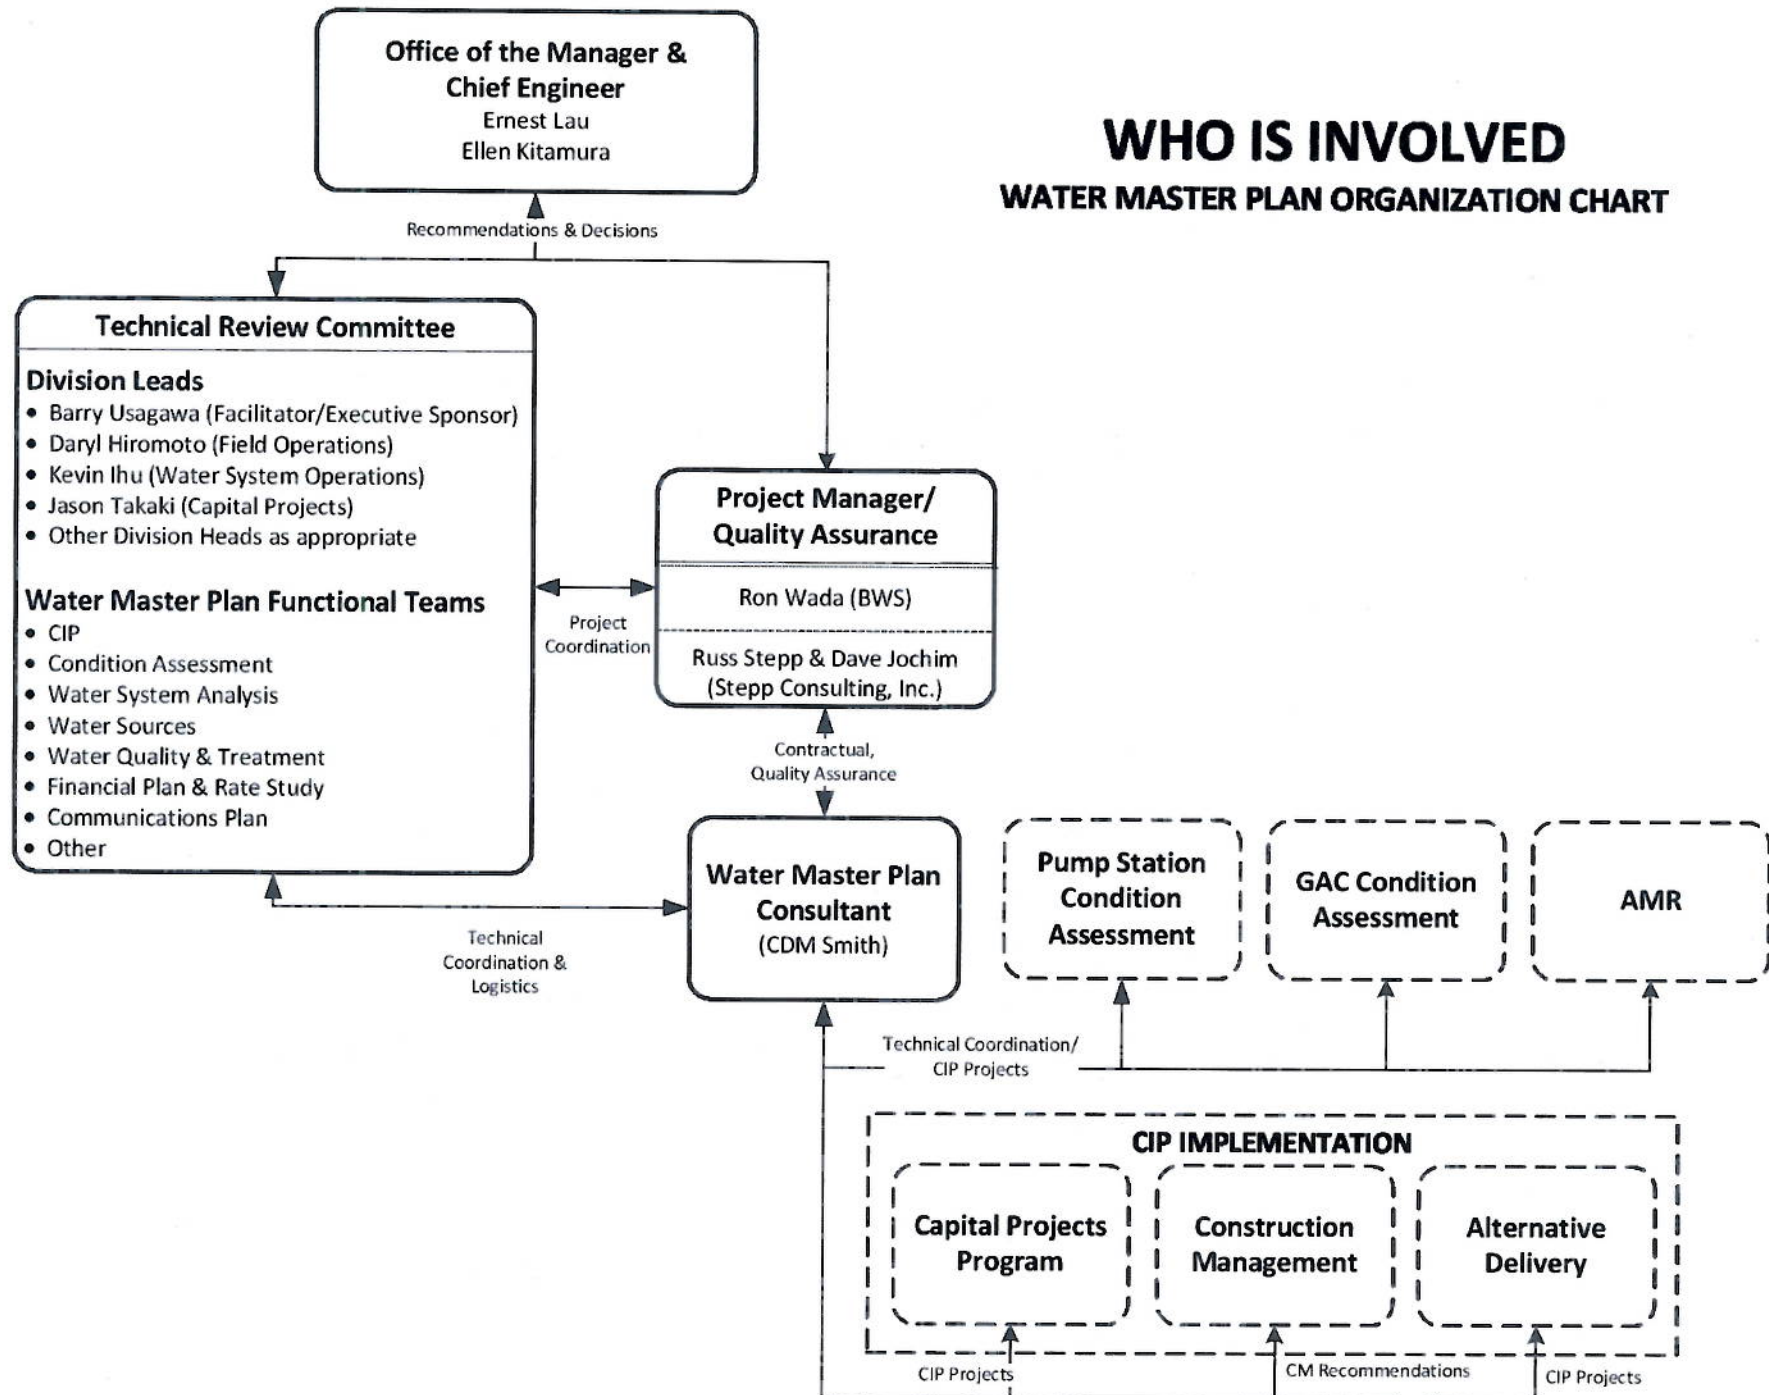 Office of the Manager &
Chief Engineer
Ernest Lau
Ellen Kitamura
WHO IS INVOLVED
WATER MASTER PLAN ORGANIZATION CHART
Recommendations & Decisions
Technical Review Committee
Division Leads
• Barry Usagawa (Facilitator/Executive Sponsor)
• Daryl Hiromoto (Field Operations)
• Kevin Ihu (Water System Operations)
• Jason Takaki (Capital Projects)
• Other Division Heads as appropriate
Water Master Plan Functional Teams
• CIP
• Condition Assessment
• Water System Analysis
• Water Sources
• Water Quality & Treatment
• Financial Plan & Rate Study
• Communications Plan
• Other
Project
Coordination
Project Manager/
Quality Assurance
Ron Wada (BWS)
Russ Stepp & Dave Jochim
(Stepp Consulting, Inc.)
Contractual,
Quality Assurance
Water Master Plan
Consultant
(CDM Smith)
Technical
Coordination &
Logistics
Pump Station
Condition
Assessment
GAC Condition
Assessment
AMR
Technical Coordination/
CIP Projects
CIP IMPLEMENTATION
Capital Projects
Program
Construction
Management
Alternative
Delivery
CIP Projects
CM Recommendations
CIP Projects